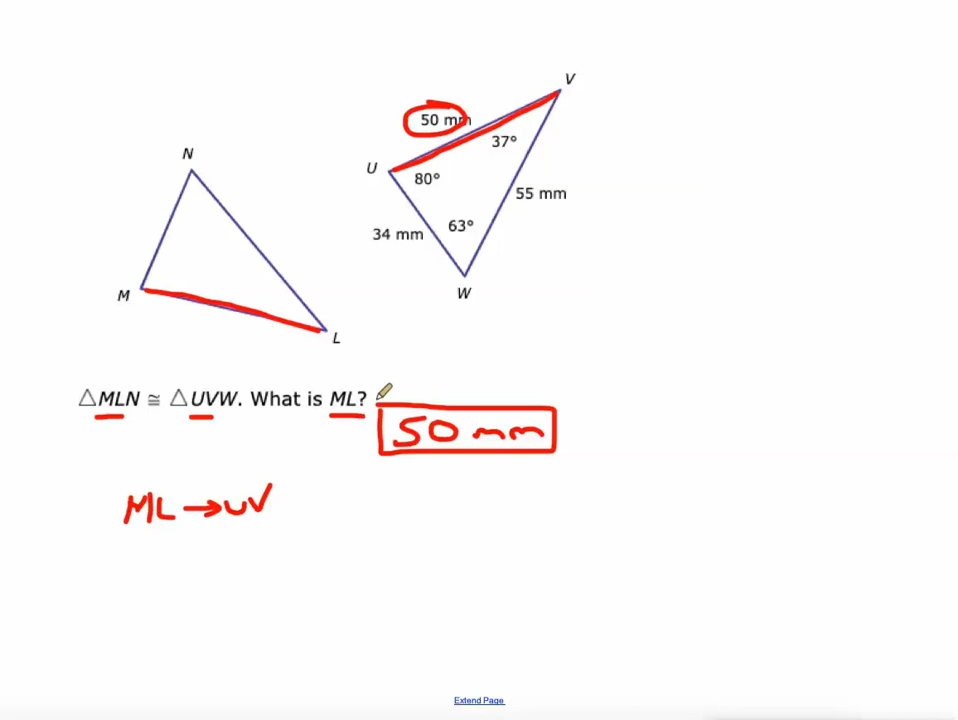 V
50 mm
37°
N
U
80°
55 mm
63°
34 mm
M
W
L
△MLN ≅ △UVW. What is ML?
50 mm
ML → UV
Extend Page